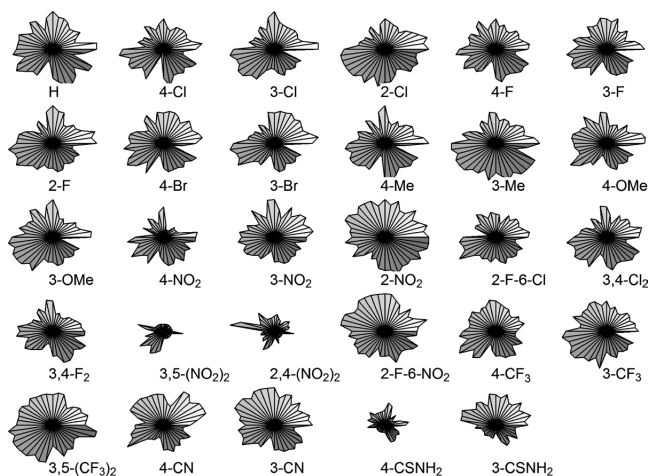 H 4-Cl 3-Cl 2-Cl 4-F 3-F
2-F 4-Br 3-Br 4-Me 3-Me 4-OMe
3-OMe 4-NO₂ 3-NO₂ 2-NO₂ 2-F-6-Cl 3,4-Cl₂
3,4-F₂ 3,5-(NO₂)₂ 2,4-(NO₂)₂ 2-F-6-NO₂ 4-CF₃ 3-CF₃
3,5-(CF₃)₂ 4-CN 3-CN 4-CSNH₂ 3-CSNH₂